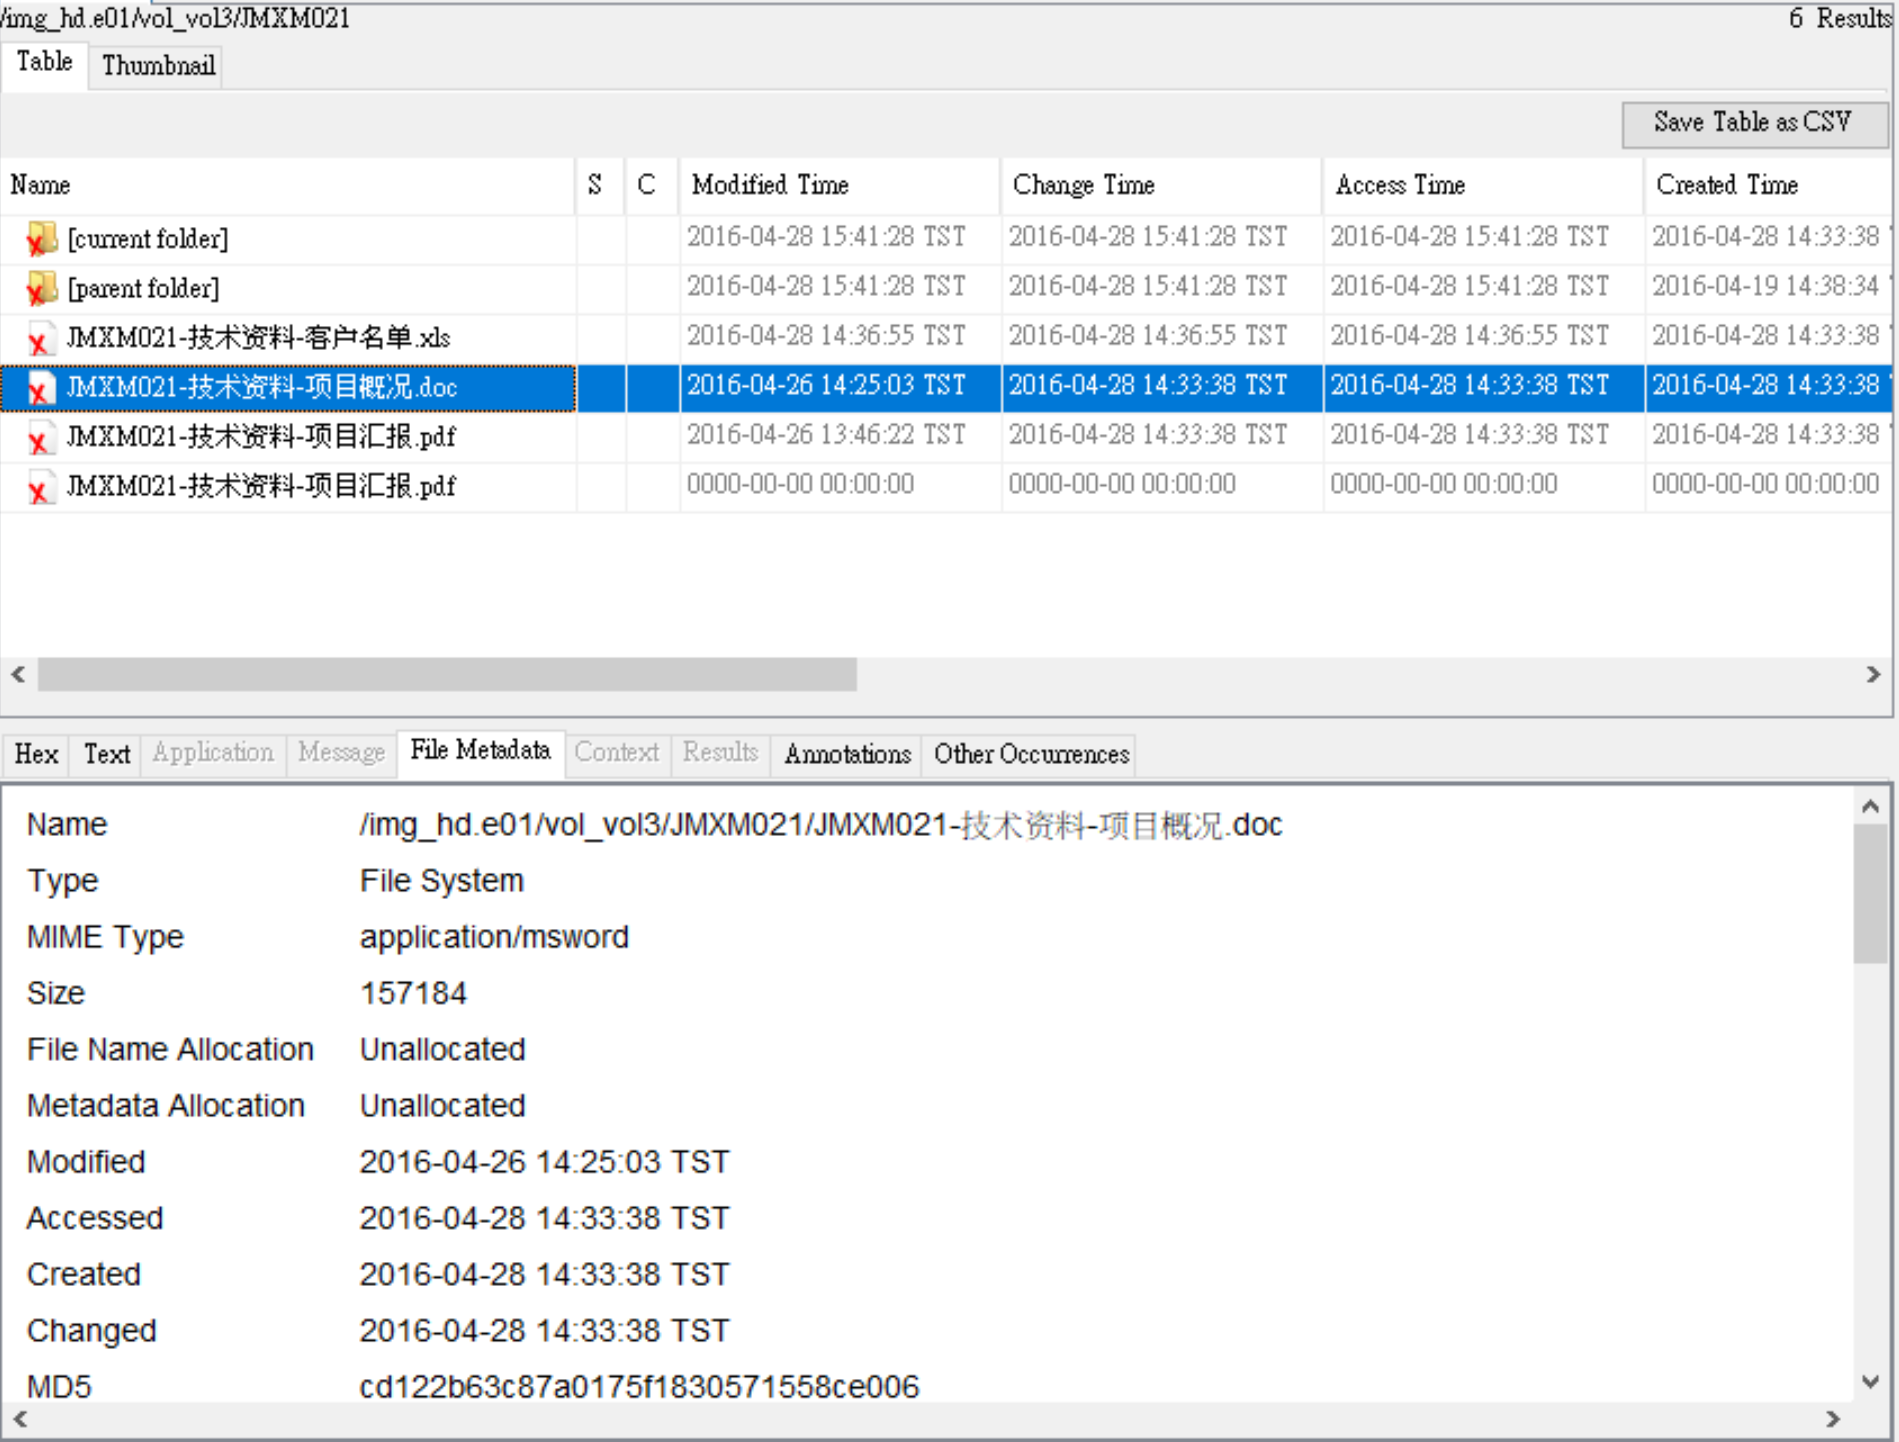 /img_hd.e01/vol_vol3/JMXM021 6 Results
Table Thumbnail
Save Table as CSV
Name S C Modified Time Change Time Access Time Created Time
[current folder] 2016-04-28 15:41:28 TST 2016-04-28 15:41:28 TST 2016-04-28 15:41:28 TST 2016-04-28 14:33:38
[parent folder] 2016-04-28 15:41:28 TST 2016-04-28 15:41:28 TST 2016-04-28 15:41:28 TST 2016-04-19 14:38:34
JMXM021-技术资料-客户名单.xls 2016-04-28 14:36:55 TST 2016-04-28 14:36:55 TST 2016-04-28 14:36:55 TST 2016-04-28 14:33:38
JMXM021-技术资料-项目概况.doc 2016-04-26 14:25:03 TST 2016-04-28 14:33:38 TST 2016-04-28 14:33:38 TST 2016-04-28 14:33:38
JMXM021-技术资料-项目汇报.pdf 2016-04-26 13:46:22 TST 2016-04-28 14:33:38 TST 2016-04-28 14:33:38 TST 2016-04-28 14:33:38
JMXM021-技术资料-项目汇报.pdf 0000-00-00 00:00:00 0000-00-00 00:00:00 0000-00-00 00:00:00 0000-00-00 00:00:00
Hex Text Application Message File Metadata Context Results Annotations Other Occurrences
Name /img_hd.e01/vol_vol3/JMXM021/JMXM021-技术资料-项目概况.doc
Type File System
MIME Type application/msword
Size 157184
File Name Allocation Unallocated
Metadata Allocation Unallocated
Modified 2016-04-26 14:25:03 TST
Accessed 2016-04-28 14:33:38 TST
Created 2016-04-28 14:33:38 TST
Changed 2016-04-28 14:33:38 TST
MD5 cd122b63c87a0175f1830571558ce006